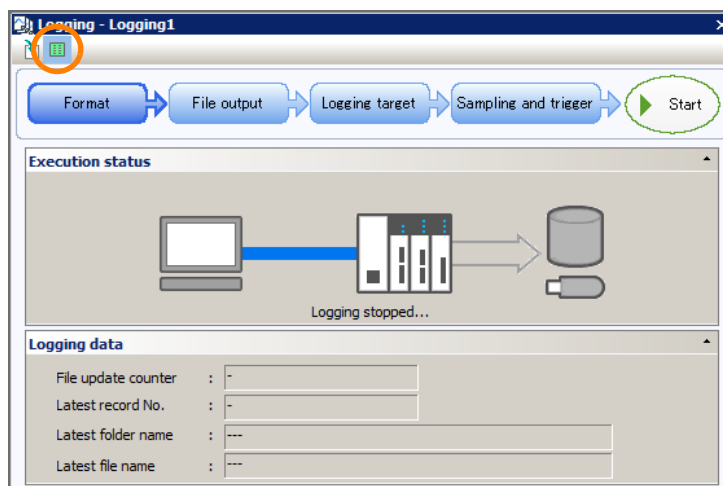 Logging - Logging1
Format
File output
Logging target
Sampling and trigger
Start
Execution status
Logging stopped...
Logging data
File update counter : -
Latest record No. : -
Latest folder name : ---
Latest file name : ---